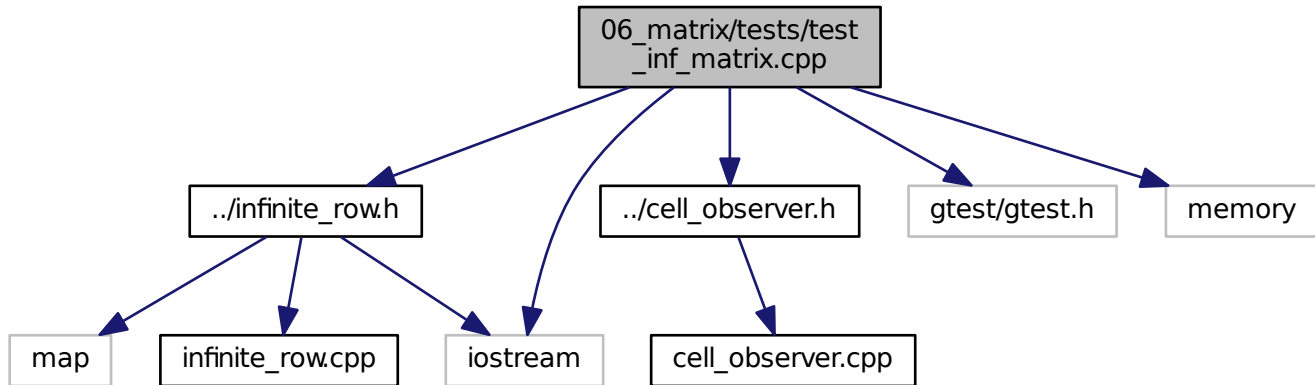 06_matrix/tests/test
_inf_matrix.cpp
../infinite_row.h
../cell_observer.h
gtest/gtest.h
memory
map
infinite_row.cpp
iostream
cell_observer.cpp